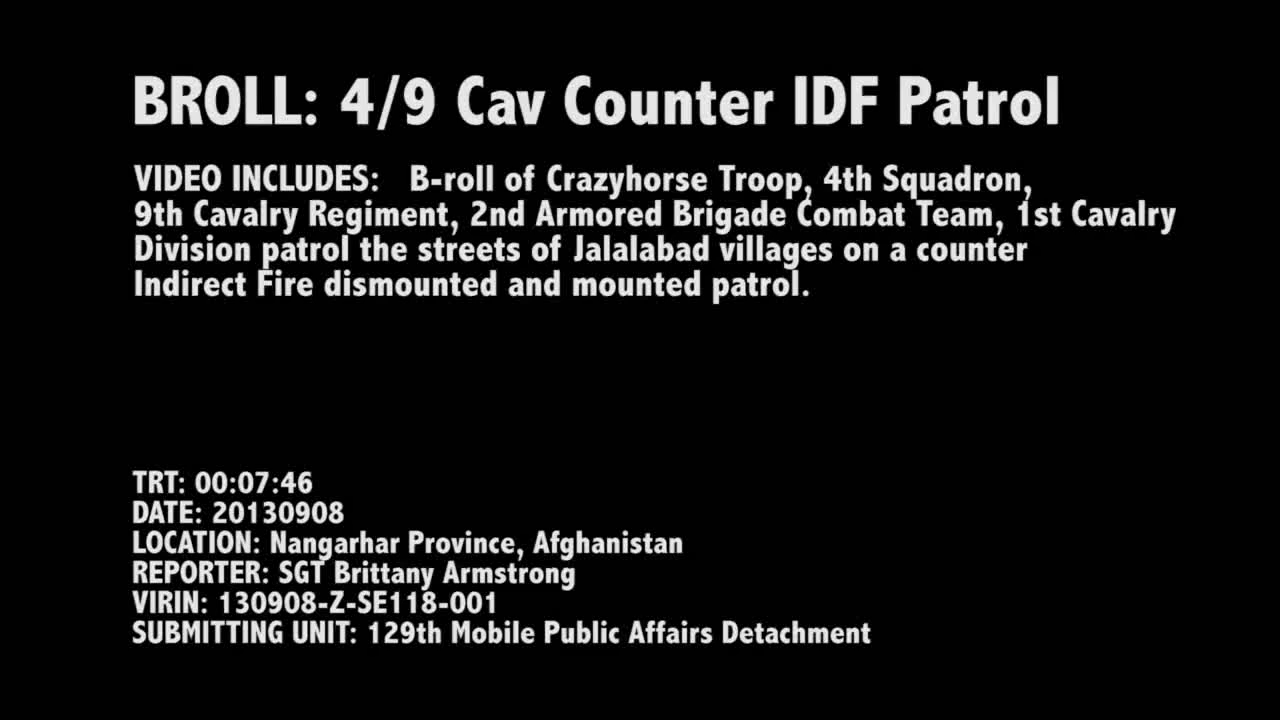 BROLL: 4/9 Cav Counter IDF Patrol
VIDEO INCLUDES: B-roll of Crazyhorse Troop, 4th Squadron,
9th Cavalry Regiment, 2nd Armored Brigade Combat Team, 1st Cavalry
Division patrol the streets of Jalalabad villages on a counter
Indirect Fire dismounted and mounted patrol.
TRT: 00:07:46
DATE: 20130908
LOCATION: Nangarhar Province, Afghanistan
REPORTER: SGT Brittany Armstrong
VIRIN: 130908-Z-SE118-001
SUBMITTING UNIT: 129th Mobile Public Affairs Detachment